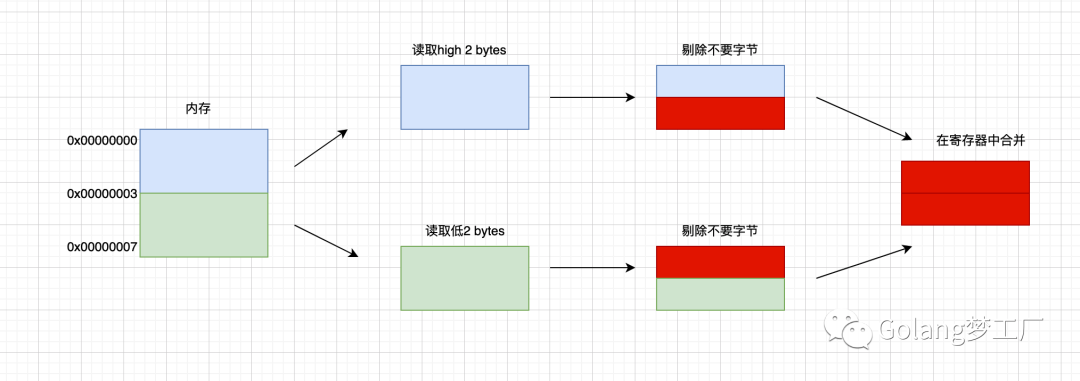 读取high 2 bytes
剔除不要字节
内存
0x00000000
在寄存器中合并
0x00000003
读取低2 bytes
剔除不要字节
0x00000007
Golang梦工厂